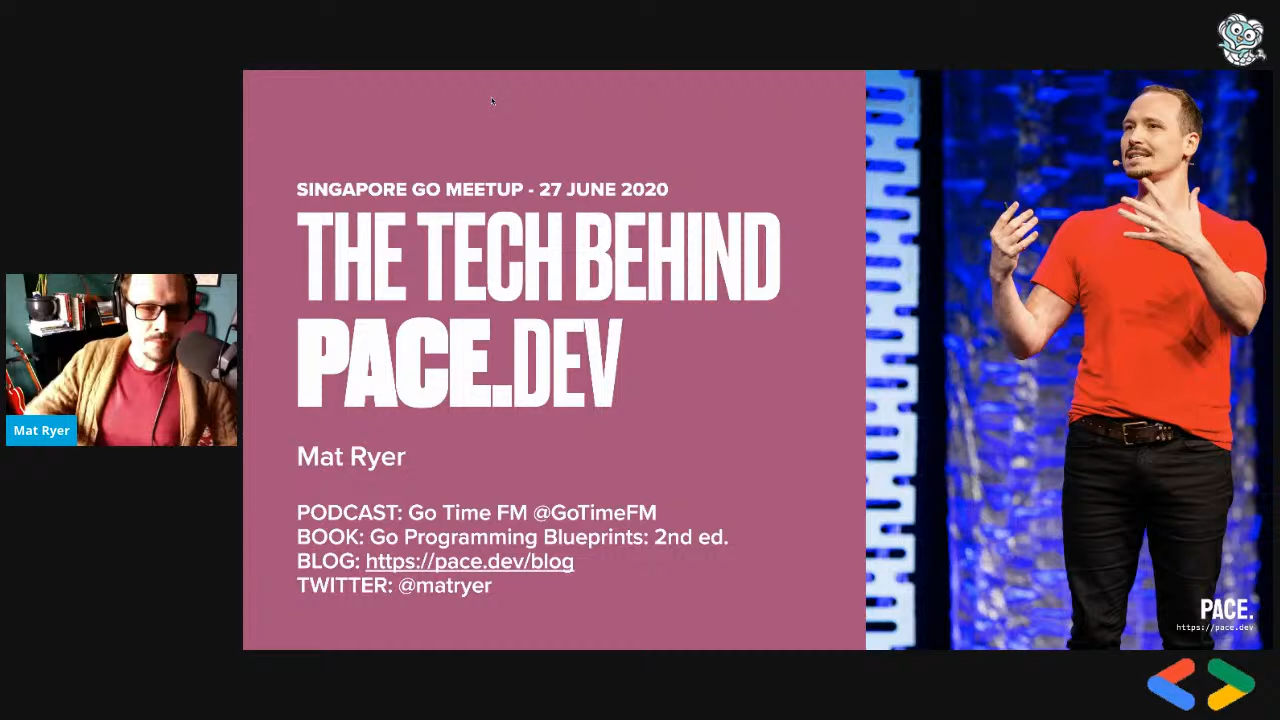 SINGAPORE GO MEETUP - 27 JUNE 2020
THE TECH BEHIND
PACE.DEV
Mat Ryer
PODCAST: Go Time FM @GoTimeFM
BOOK: Go Programming Blueprints: 2nd ed.
BLOG: https://pace.dev/blog
TWITTER: @matryer
Mat Ryer
PACE.
https://pace.dev